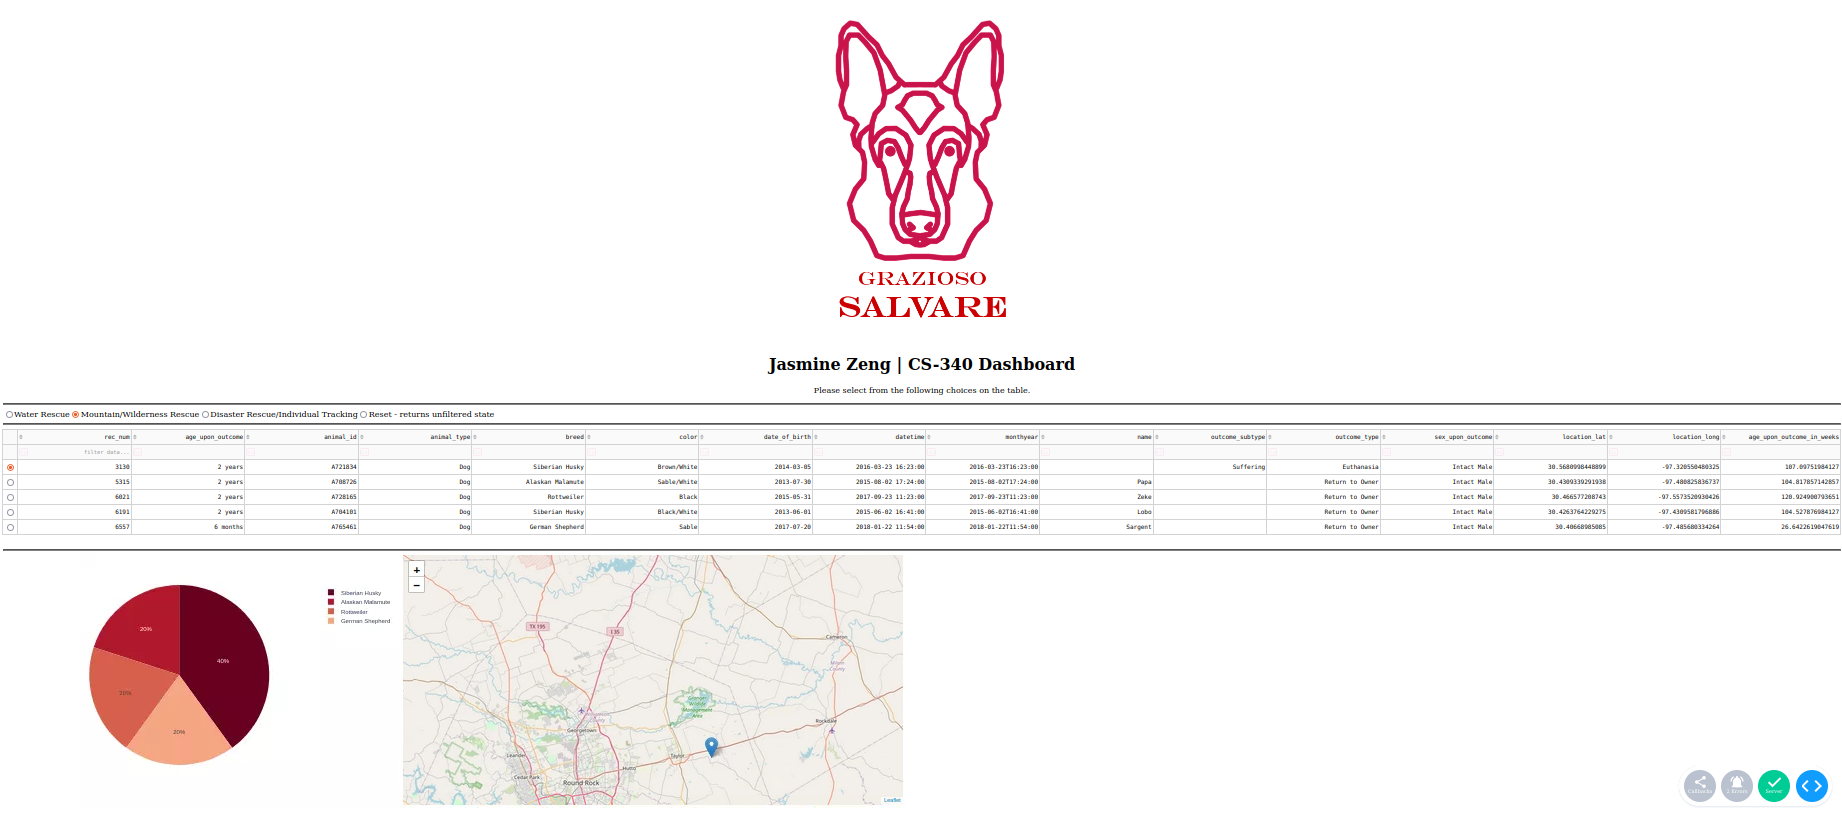 GRAZIOSO
SALVARE
Jasmine Zeng | CS-340 Dashboard
Please select from the following choices on the table.
Water Rescue Mountain/Wilderness Rescue Disaster Rescue/Individual Tracking Reset - returns unfiltered state
rec_num age_upon_outcome animal_id animal_type breed color date_of_birth datetime monthyear name outcome_subtype outcome_type sex_upon_outcome location_lat location_long age_upon_outcome_in_weeks
filter data...
3130 2 years A721834 Dog Siberian Husky Brown/White 2014-03-05 2016-03-23 16:23:00 2016-03-23T16:23:00 Suffering Euthanasia Intact Male 30.5680998448899 -97.320550480325 107.09751984127
5315 2 years A708726 Dog Alaskan Malamute Sable/White 2013-07-30 2015-08-02 17:24:00 2015-08-02T17:24:00 Papa Return to Owner Intact Male 30.4309339291938 -97.480825836737 104.817857142857
6021 2 years A728165 Dog Rottweiler Black 2015-05-31 2017-09-23 11:23:00 2017-09-23T11:23:00 Zeke Return to Owner Intact Male 30.466577208743 -97.5573520930426 120.924900793651
6191 2 years A704101 Dog Siberian Husky Black/White 2013-06-01 2015-06-02 16:41:00 2015-06-02T16:41:00 Lobo Return to Owner Intact Male 30.4263764229275 -97.4309581796886 104.527876984127
6557 6 months A765461 Dog German Shepherd Sable 2017-07-20 2018-01-22 11:54:00 2018-01-22T11:54:00 Sargent Return to Owner Intact Male 30.40668985085 -97.485680334264 26.6422619047619
Siberian Husky
Alaskan Malamute
Rottweiler
German Shepherd
20%
40%
20%
20%
+
−
TX 195
I 35
Cameron
Milam
County
Granger
Wildlife
Management
Area
Rockdale
County
Georgetown
Leander
Taylor
Hutto
Cedar Park
Round Rock
Leaflet
Callbacks
2 Errors
Server